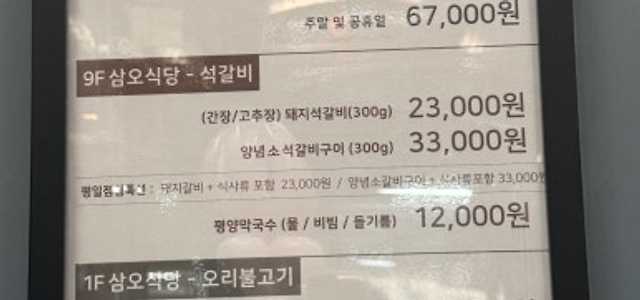 주말 및 공휴일 67,000원
9F 삼오식당 - 석갈비
(간장/고추장) 돼지석갈비(300g) 23,000원
양념소석갈비구이 (300g) 33,000원
평일점심특선 : 돼지갈비 + 식사류 포함 23,000원 / 양념소갈비구이 + 식사류포함 33,000원
평양막국수 (물 / 비빔 / 들기름) 12,000원
1F 삼오식당 - 오리불고기